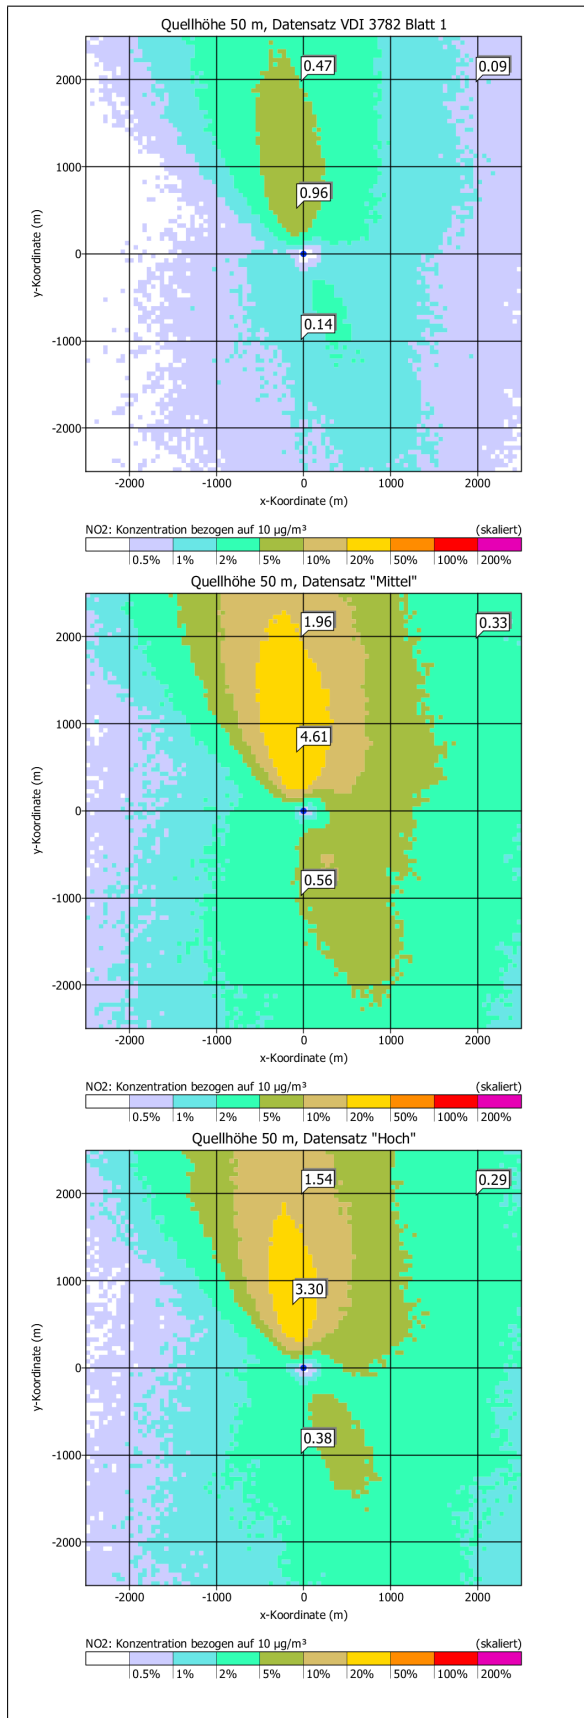 Quellhöhe 50 m, Datensatz VDI 3782 Blatt 1
0.47 0.09
2000
1000 0.96
0
0.14
-1000
-2000
y-Koordinate (m)
-2000 -1000 0 1000 2000
x-Koordinate (m)
NO2: Konzentration bezogen auf 10 µg/m³ (skaliert)
0.5% 1% 2% 5% 10% 20% 50% 100% 200%
Quellhöhe 50 m, Datensatz "Mittel"
1.96 0.33
2000
1000
4.61
0
0.56
-1000
-2000
y-Koordinate (m)
-2000 -1000 0 1000 2000
x-Koordinate (m)
NO2: Konzentration bezogen auf 10 µg/m³ (skaliert)
0.5% 1% 2% 5% 10% 20% 50% 100% 200%
Quellhöhe 50 m, Datensatz "Hoch"
1.54 0.29
2000
1000 3.30
0
0.38
-1000
-2000
y-Koordinate (m)
-2000 -1000 0 1000 2000
x-Koordinate (m)
NO2: Konzentration bezogen auf 10 µg/m³ (skaliert)
0.5% 1% 2% 5% 10% 20% 50% 100% 200%